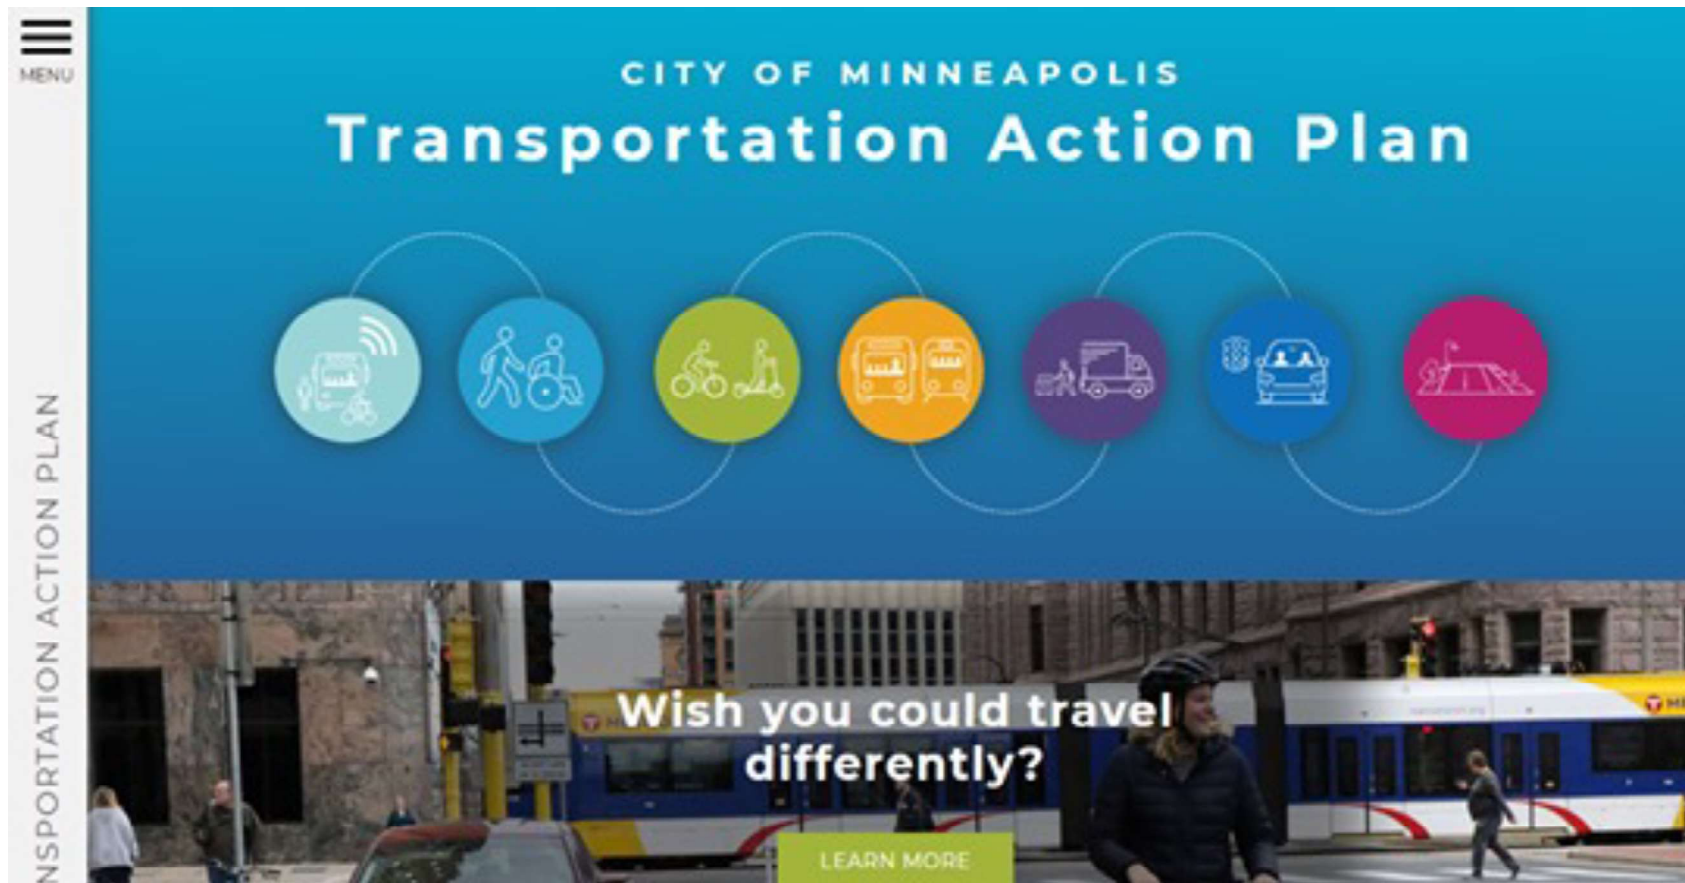 MENU
CITY OF MINNEAPOLIS
Transportation Action Plan
NSPORTATION ACTION PLAN
Wish you could travel
differently?
LEARN MORE